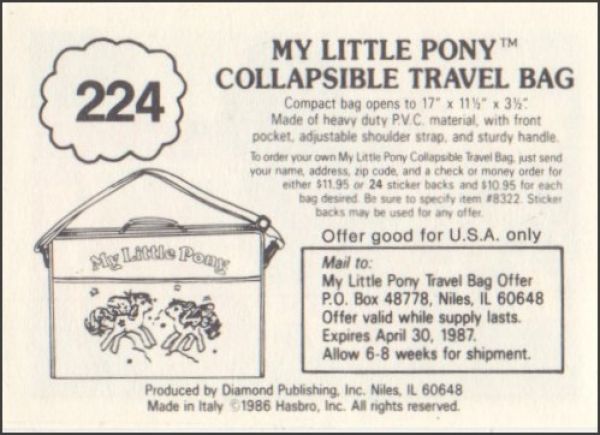 224
MY LITTLE PONY™
COLLAPSIBLE TRAVEL BAG
Compact bag opens to 17" x 11½" x 3½".
Made of heavy duty P.V.C. material, with front
pocket, adjustable shoulder strap, and sturdy handle.
To order your own My Little Pony Collapsible Travel Bag, just send
your name, address, zip code, and a check or money order for
either $11.95 or 24 sticker backs and $10.95 for each
bag desired. Be sure to specify item #8322. Sticker
backs may be used for any offer.
Offer good for U.S.A. only
My Little Pony
Mail to:
My Little Pony Travel Bag Offer
P.O. Box 48778, Niles, IL 60648
Offer valid while supply lasts.
Expires April 30, 1987.
Allow 6-8 weeks for shipment.
Produced by Diamond Publishing, Inc. Niles, IL 60648
Made in Italy ©1986 Hasbro, Inc. All rights reserved.